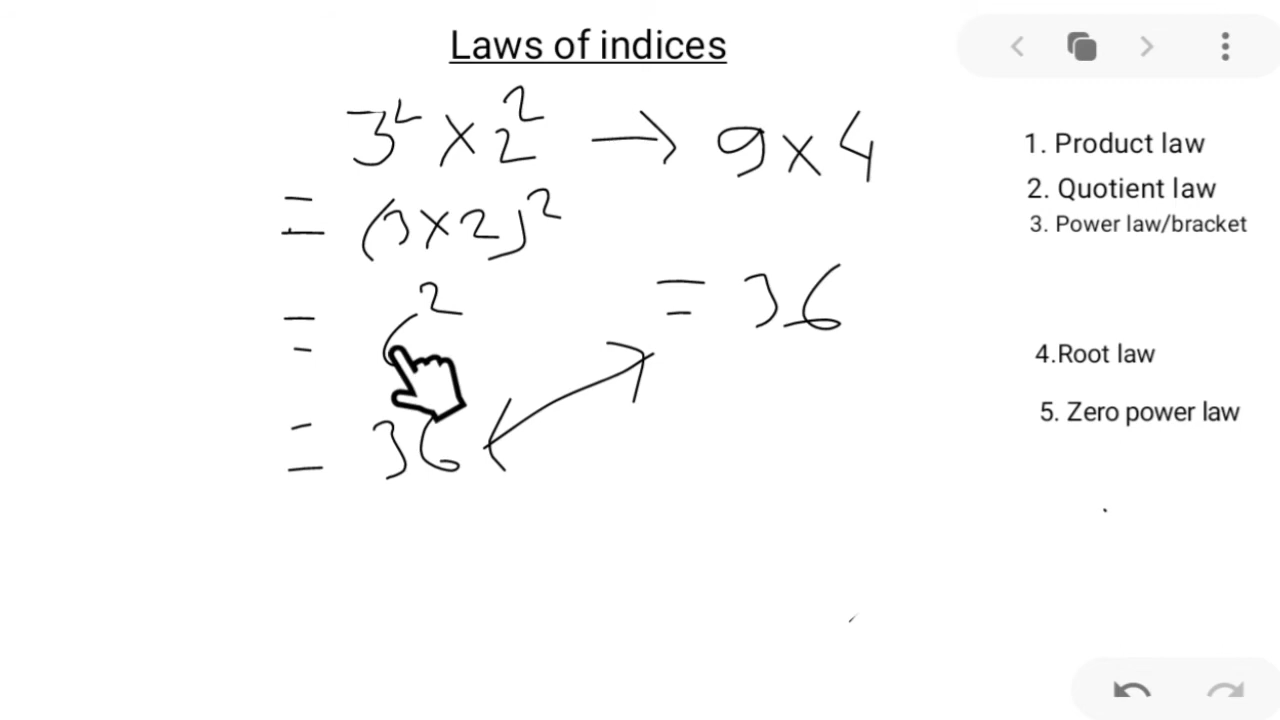 Laws of indices
3² × 2² → 9 × 4
= (3 × 2)²
= 6²
= 36
= 36
1. Product law
2. Quotient law
3. Power law/bracket
4.Root law
5. Zero power law